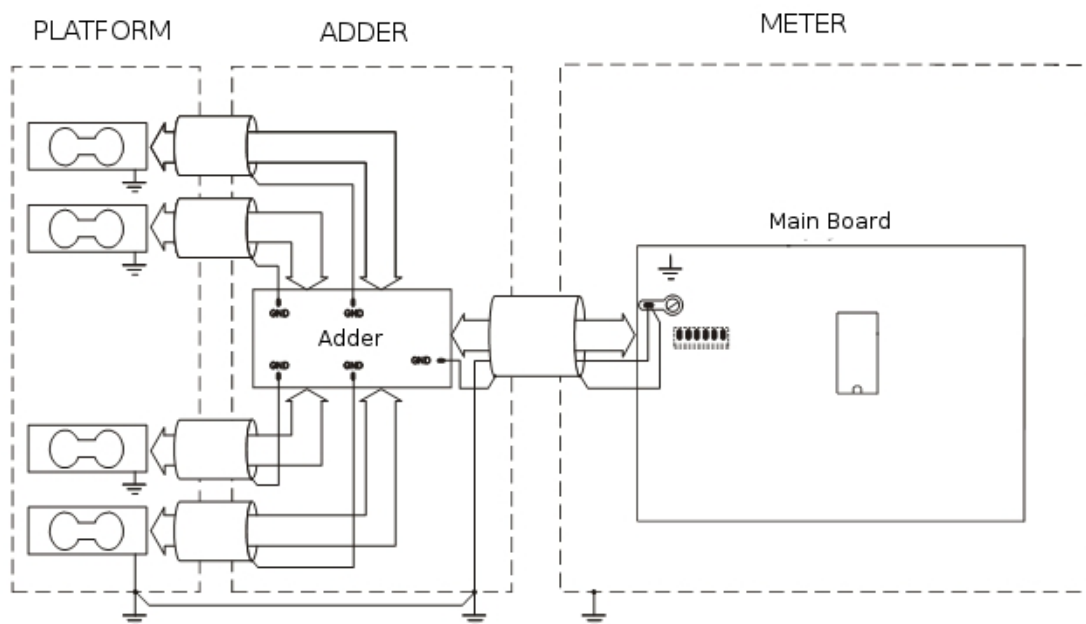 PLATFORM
ADDER
METER
Main Board
GND
GND
Adder
GND
GND
GND